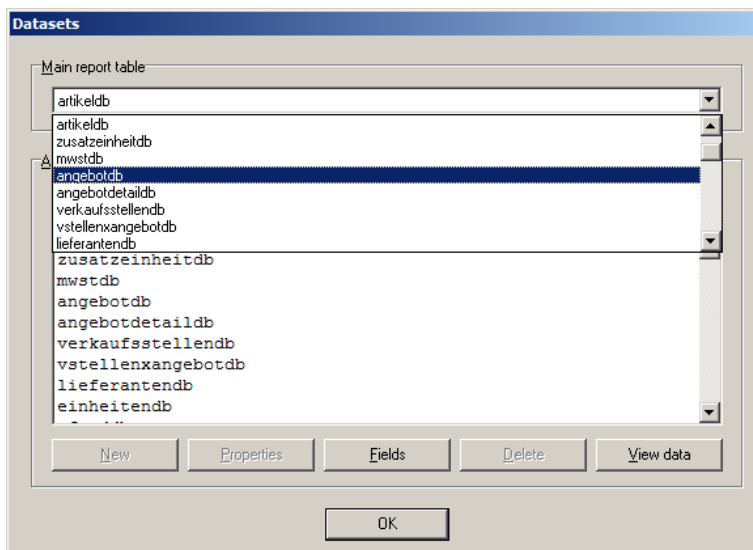 Datasets
Main report table
artikeldb
artikeldb
zusatzeinheitdb
mwstdb
angebotdb
angebotdetaildb
verkaufsstellendb
vstellenxangebotdb
lieferantendb
A
zusatzeinheitdb
mwstdb
angebotdb
angebotdetaildb
verkaufsstellendb
vstellenxangebotdb
lieferantendb
einheitendb
New Properties Fields Delete View data
OK